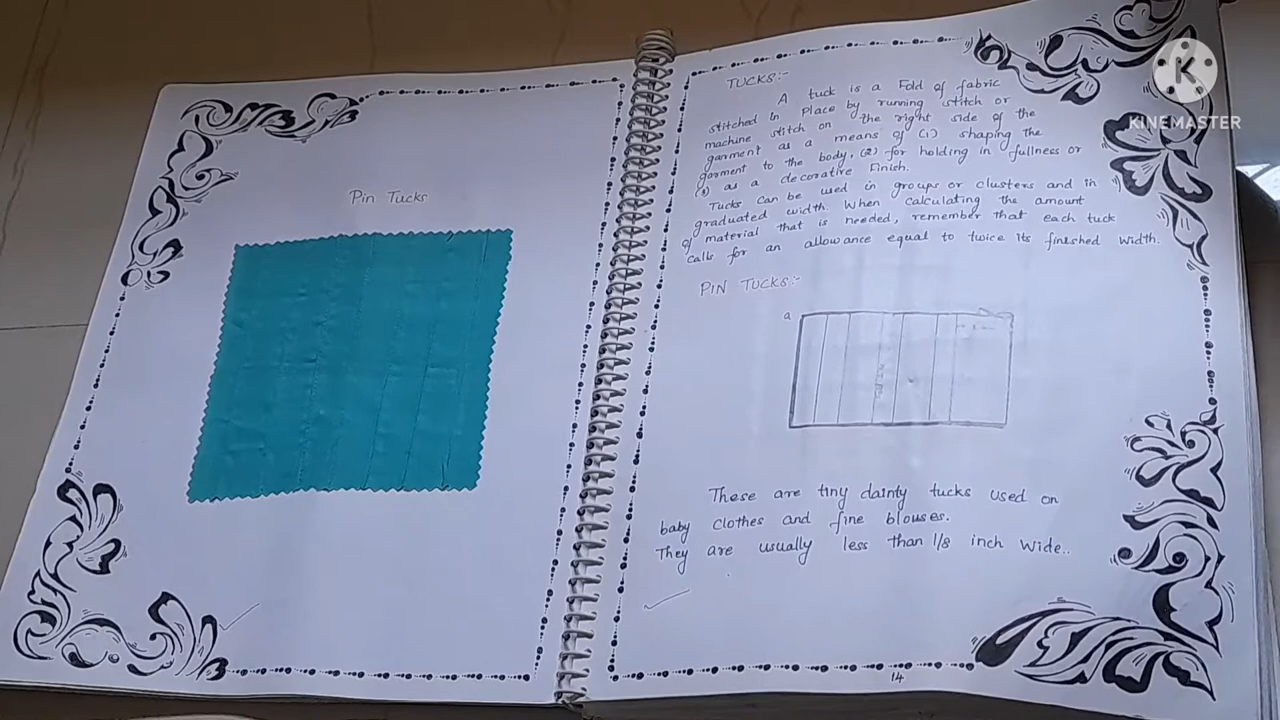 Pin Tucks
TUCKS:-
A tuck is a Fold of fabric
stitched in Place by running stitch or
machine stitch on the right side of the
garment as a means of (1) shaping the
garment to the body, (2) for holding in fullness or
(3) as a decorative Finish.
Tucks can be used in groups or clusters and in
graduated width. When calculating the amount
of material that is needed, remember that each tuck
calls for an allowance equal to twice its finished width.
PIN TUCKS:-
a
These are tiny dainty tucks used on
baby clothes and fine blouses.
They are usually less than 1/8 inch wide..
14
K
KINEMASTER